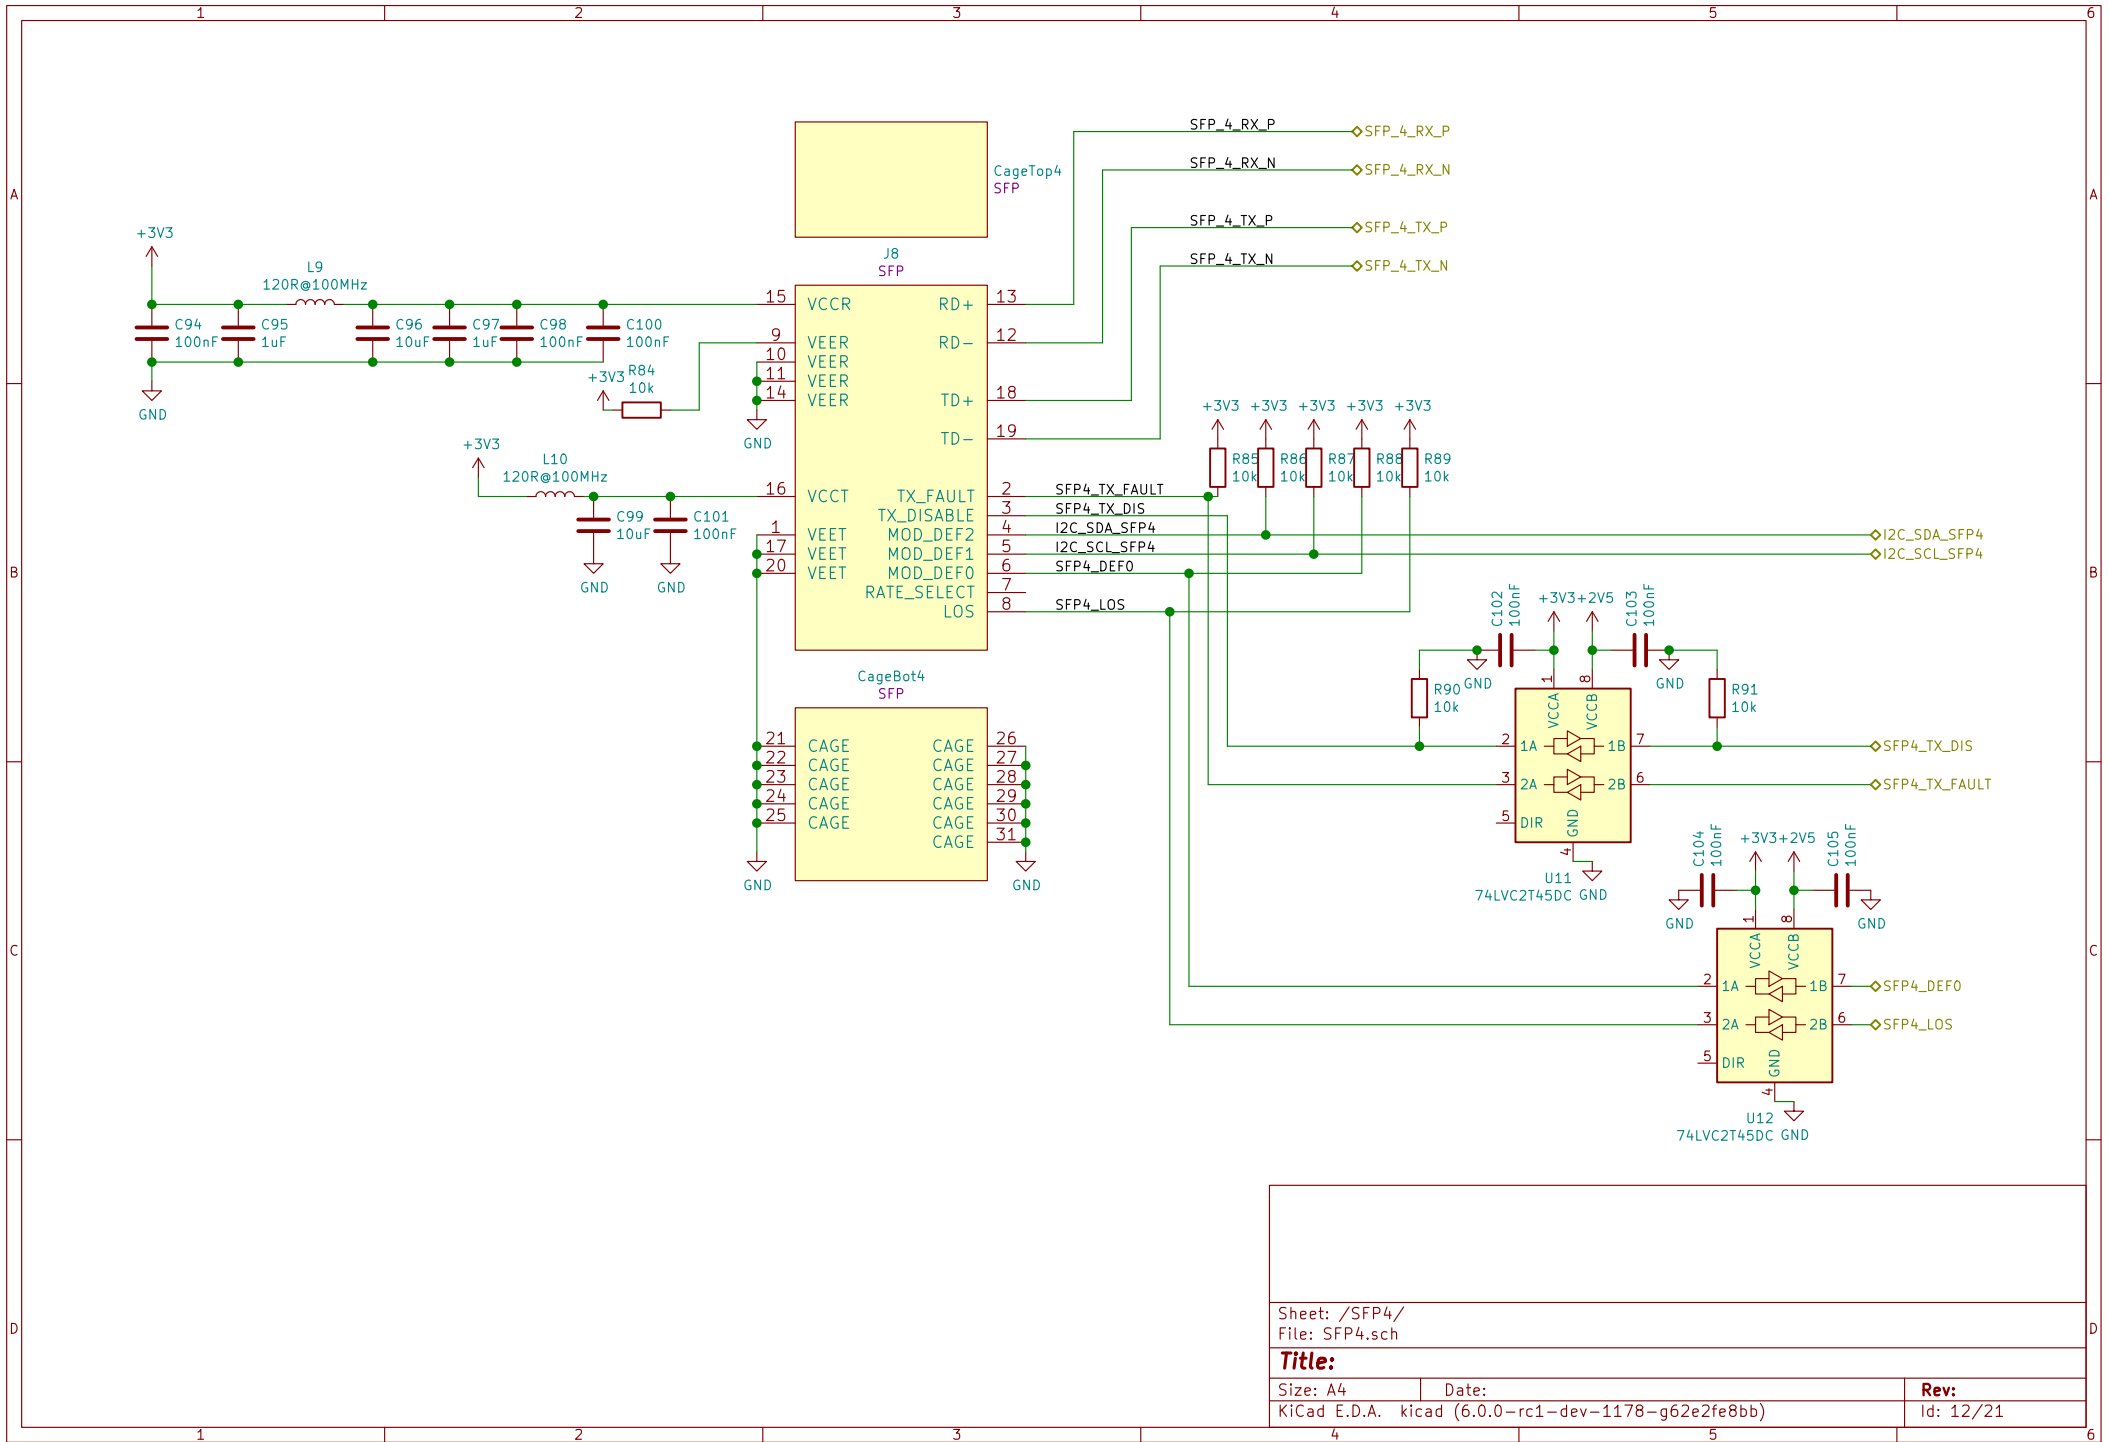 1 2 3 4 5 6
A A
B B
C C
D D
1 2 3 4 5 6
CageTop4
SFP
SFP_4_RX_P SFP_4_RX_P
SFP_4_RX_N SFP_4_RX_N
SFP_4_TX_P SFP_4_TX_P
SFP_4_TX_N SFP_4_TX_N
+3V3
L9
120R@100MHz
C94
100nF
C95
1uF
C96
10uF
C97
1uF
C98
100nF
C100
100nF
GND
+3V3
R84
10k
GND
+3V3
L10
120R@100MHz
C99
10uF
C101
100nF
GND
GND
J8
SFP
15 VCCR
9 VEER
10 VEER
11 VEER
14 VEER
16 VCCT
1 VEET
17 VEET
20 VEET
RD+ 13
RD- 12
TD+ 18
TD- 19
TX_FAULT 2 SFP4_TX_FAULT
TX_DISABLE 3 SFP4_TX_DIS
MOD_DEF2 4 I2C_SDA_SFP4
MOD_DEF1 5 I2C_SCL_SFP4
MOD_DEF0 6 SFP4_DEF0
RATE_SELECT 7
LOS 8 SFP4_LOS
+3V3 +3V3 +3V3 +3V3 +3V3
R85
10k
R86
10k
R87
10k
R88
10k
R89
10k
I2C_SDA_SFP4
I2C_SCL_SFP4
CageBot4
SFP
21 CAGE CAGE 26
22 CAGE CAGE 27
23 CAGE CAGE 28
24 CAGE CAGE 29
25 CAGE CAGE 30
CAGE 31
GND
GND
C102
100nF
+3V3 +2V5
C103
100nF
GND
GND
R90
10k
R91
10k
1 VCCA
8 VCCB
2 1A 1B 7
3 2A 2B 6
5 DIR
GND 4
U11
74LVC2T45DC
GND
SFP4_TX_DIS
SFP4_TX_FAULT
C104
100nF
+3V3 +2V5
C105
100nF
GND
GND
1 VCCA
8 VCCB
2 1A 1B 7
3 2A 2B 6
5 DIR
GND 4
U12
74LVC2T45DC
GND
SFP4_DEF0
SFP4_LOS
Sheet: /SFP4/
File: SFP4.sch
Title:
Size: A4 Date: Rev:
KiCad E.D.A. kicad (6.0.0-rc1-dev-1178-g62e2fe8bb) Id: 12/21